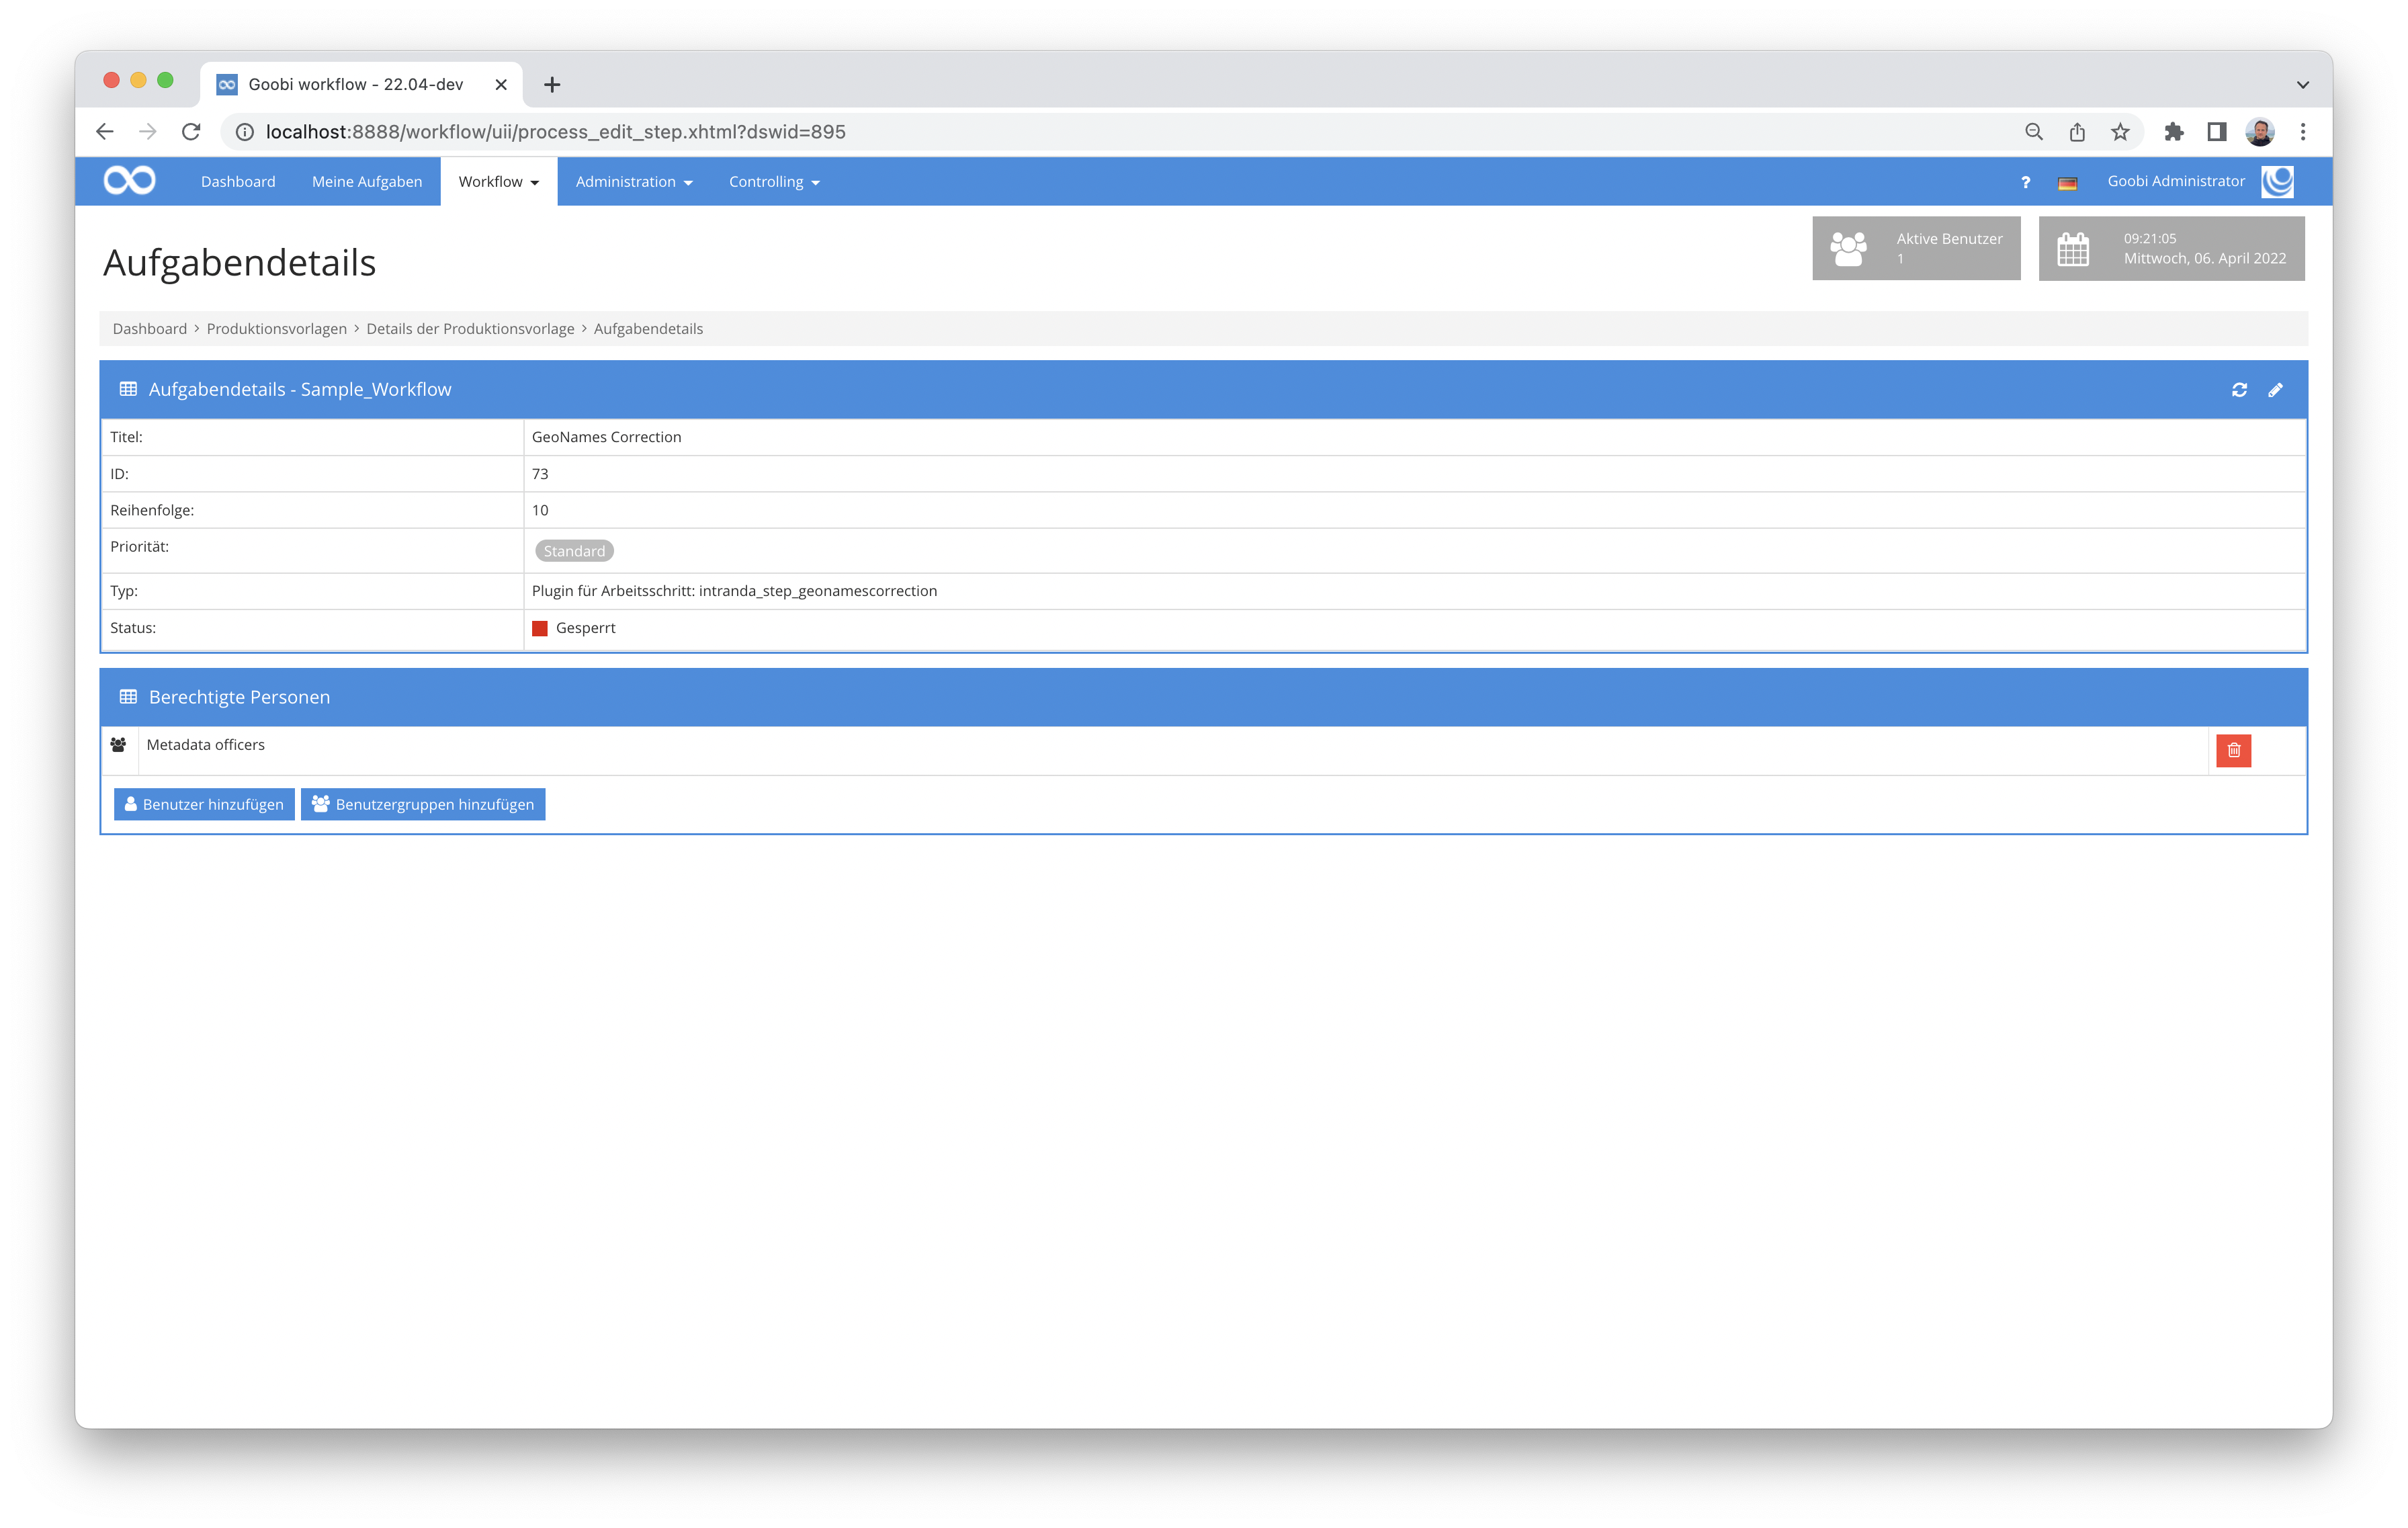 Goobi workflow - 22.04-dev
localhost:8888/workflow/uii/process_edit_step.xhtml?dswid=895
Dashboard Meine Aufgaben Workflow Administration Controlling ? Goobi Administrator
Aufgabendetails
Aktive Benutzer
1
09:21:05
Mittwoch, 06. April 2022
Dashboard > Produktionsvorlagen > Details der Produktionsvorlage > Aufgabendetails
Aufgabendetails - Sample_Workflow
Titel: GeoNames Correction
ID: 73
Reihenfolge: 10
Priorität: Standard
Typ: Plugin für Arbeitsschritt: intranda_step_geonamescorrection
Status: Gesperrt
Berechtigte Personen
Metadata officers
Benutzer hinzufügen Benutzergruppen hinzufügen